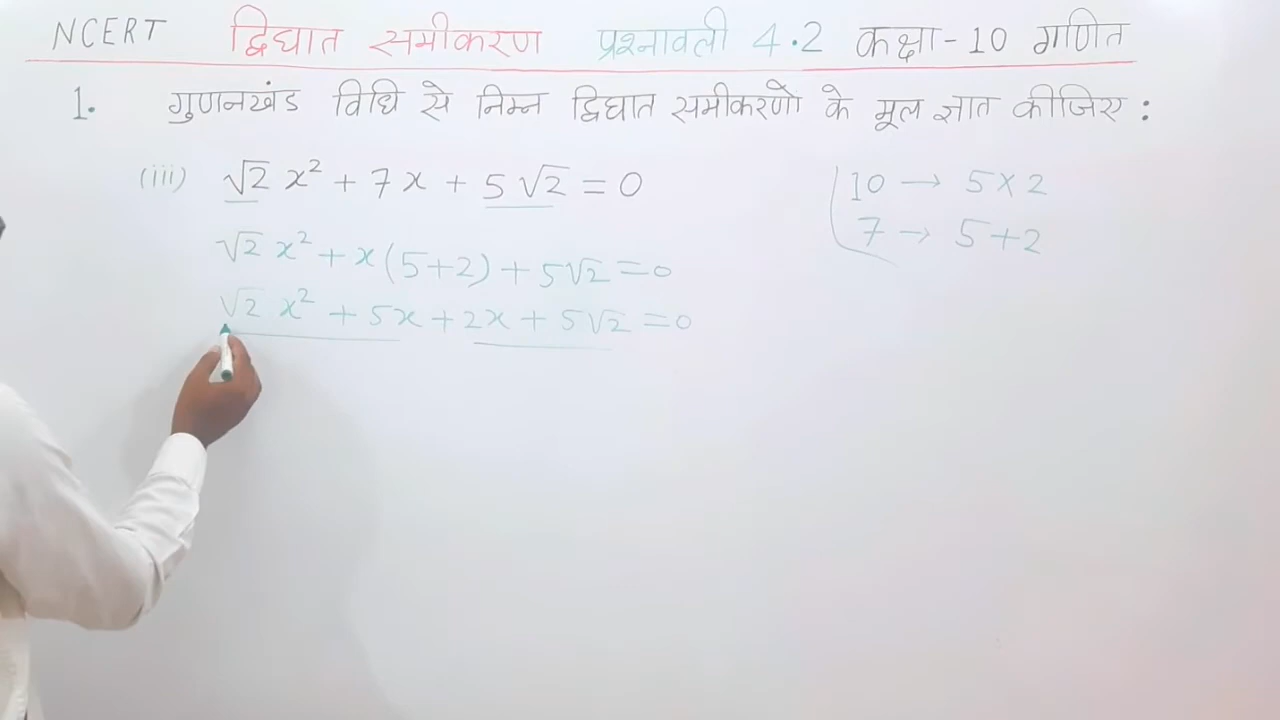 NCERT द्विघात समीकरण प्रश्नावली 4.2 कक्षा-10 गणित
1. गुणनखंड विधि से निम्न द्विघात समीकरणो के मूल ज्ञात कीजिए :
(iii) √2 x² + 7x + 5√2 = 0
10 → 5×2
7 → 5+2
√2 x² + x(5+2) + 5√2 = 0
√2 x² + 5x + 2x + 5√2 = 0